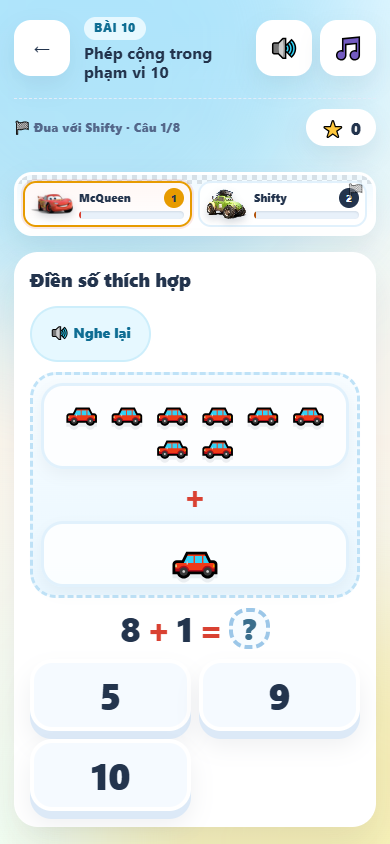 BÀI 10
Phép cộng trong
phạm vi 10
Đua với Shifty · Câu 1/8
0
McQueen
1
Shifty
2
Điền số thích hợp
Nghe lại
+
8 + 1 = ?
5
9
10